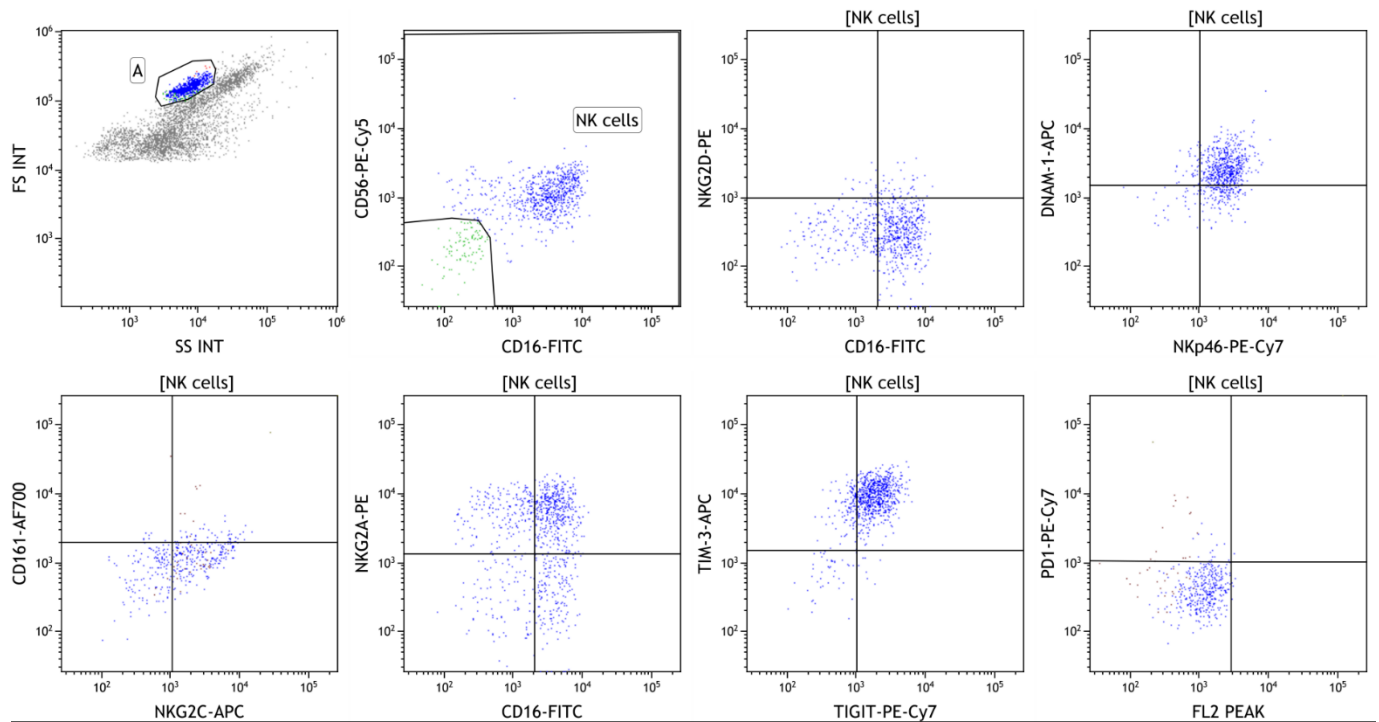 [NK cells]
[NK cells]
10⁶
10⁵
10⁴
10³
A
FS INT
10³
10⁴
10⁵
10⁶
SS INT
10⁵
10⁴
10³
10²
NK cells
CD56-PE-Cy5
10²
10³
10⁴
10⁵
CD16-FITC
10⁵
10⁴
10³
10²
NKG2D-PE
10²
10³
10⁴
10⁵
CD16-FITC
10⁵
10⁴
10³
10²
DNAM-1-APC
10²
10³
10⁴
10⁵
NKp46-PE-Cy7
[NK cells]
[NK cells]
[NK cells]
[NK cells]
10⁵
10⁴
10³
10²
CD161-AF700
10²
10³
10⁴
10⁵
NKG2C-APC
10⁵
10⁴
10³
10²
NKG2A-PE
10²
10³
10⁴
10⁵
CD16-FITC
10⁵
10⁴
10³
10²
TIM-3-APC
10²
10³
10⁴
10⁵
TIGIT-PE-Cy7
10⁵
10⁴
10³
10²
PD1-PE-Cy7
10²
10³
10⁴
10⁵
FL2 PEAK